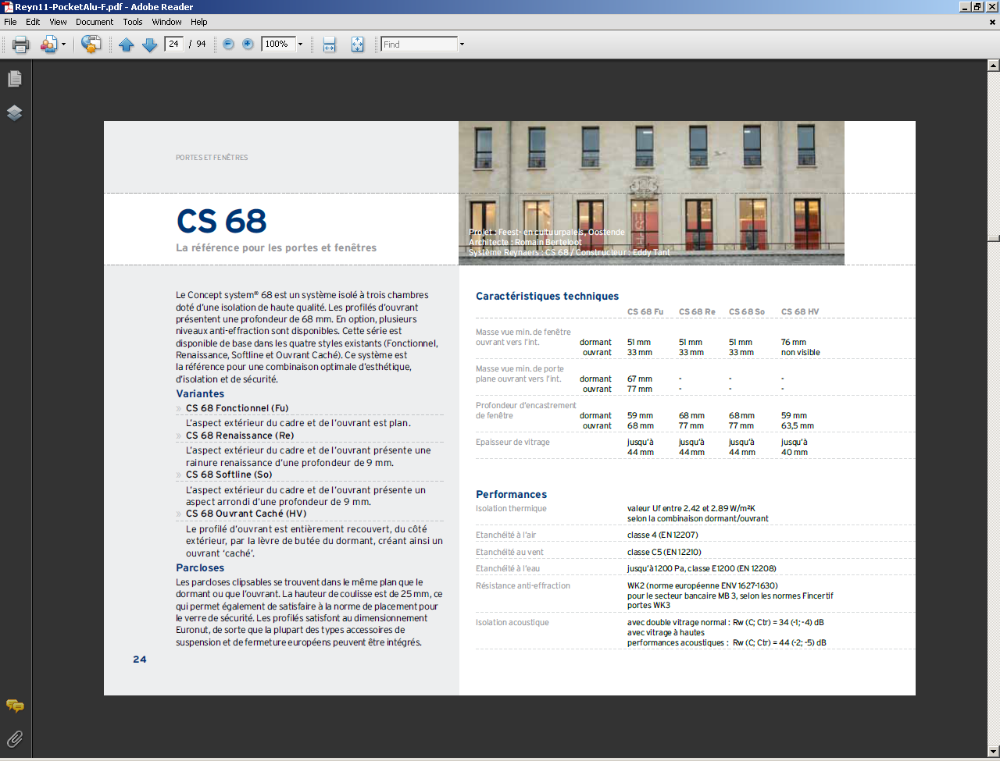 Reyn11-PocketAlu-F.pdf - Adobe Reader
File Edit View Document Tools Window Help
24 / 94 100% Find
PORTES ET FENÊTRES
CS 68
La référence pour les portes et fenêtres
Projet : Feest- en cultuurpaleis, Oostende
Architecte : Romain Berteloot
Système Reynaers : CS 68 / Constructeur : Eddy Tant
Le Concept system® 68 est un système isolé à trois chambres
doté d’une isolation de haute qualité. Les profilés d’ouvrant
présentent une profondeur de 68 mm. En option, plusieurs
niveaux anti-effraction sont disponibles. Cette série est
disponible de base dans les quatre styles existants (Fonctionnel,
Renaissance, Softline et Ouvrant Caché). Ce système est
la référence pour une combinaison optimale d’esthétique,
d’isolation et de sécurité.
Variantes
» CS 68 Fonctionnel (Fu)
L’aspect extérieur du cadre et de l’ouvrant est plan.
» CS 68 Renaissance (Re)
L’aspect extérieur du cadre et de l’ouvrant présente une
rainure renaissance d’une profondeur de 9 mm.
» CS 68 Softline (So)
L’aspect extérieur du cadre et de l’ouvrant présente un
aspect arrondi d’une profondeur de 9 mm.
» CS 68 Ouvrant Caché (HV)
Le profilé d’ouvrant est entièrement recouvert, du côté
extérieur, par la lèvre de butée du dormant, créant ainsi un
ouvrant ‘caché’.
Parcloses
Les parcloses clipsables se trouvent dans le même plan que le
dormant ou que l’ouvrant. La hauteur de coulisse est de 25 mm, ce
qui permet également de satisfaire à la norme de placement pour
le verre de sécurité. Les profilés satisfont au dimensionnement
Euronut, de sorte que la plupart des types accessoires de
suspension et de fermeture européens peuvent être intégrés.
24
Caractéristiques techniques
CS 68 Fu CS 68 Re CS 68 So CS 68 HV
Masse vue min. de fenêtre
ouvrant vers l’int. dormant 51 mm 51 mm 51 mm 76 mm
ouvrant 33 mm 33 mm 33 mm non visible
Masse vue min. de porte
plane ouvrant vers l’int. dormant 67 mm - - -
ouvrant 77 mm - - -
Profondeur d’encastrement
de fenêtre dormant 59 mm 68 mm 68 mm 59 mm
ouvrant 68 mm 77 mm 77 mm 63,5 mm
Epaisseur de vitrage jusqu’à jusqu’à jusqu’à jusqu’à
44 mm 44 mm 44 mm 40 mm
Performances
Isolation thermique valeur Uf entre 2.42 et 2.89 W/m²K
selon la combinaison dormant/ouvrant
Etanchéité à l’air classe 4 (EN 12207)
Etanchéité au vent classe C5 (EN 12210)
Etanchéité à l’eau jusqu’à 1200 Pa, classe E1200 (EN 12208)
Résistance anti-effraction WK2 (norme européenne ENV 1627-1630)
pour le secteur bancaire MB 3, selon les normes Fincertif
portes WK3
Isolation acoustique avec double vitrage normal : Rw (C; Ctr) = 34 (-1; -4) dB
avec vitrage à hautes
performances acoustiques : Rw (C; Ctr) = 44 (-2; -5) dB